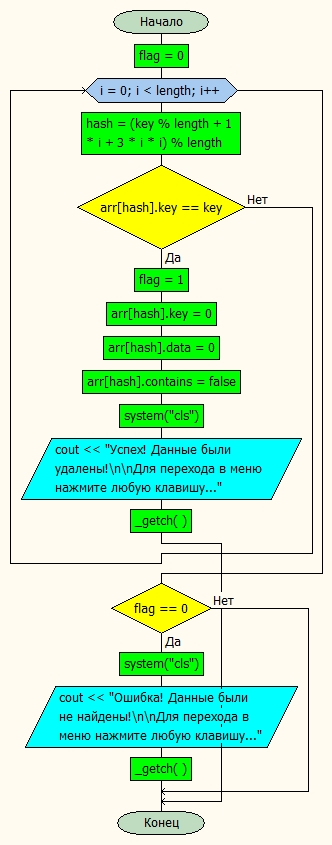 Начало
flag = 0
i = 0; i < length; i++
hash = (key % length + 1
* i + 3 * i * i) % length
arr[hash].key == key
Нет
Да
flag = 1
arr[hash].key = 0
arr[hash].data = 0
arr[hash].contains = false
system("cls")
cout << "Успех! Данные были
удалены!\n\nДля перехода в меню
нажмите любую клавишу..."
_getch( )
flag == 0
Нет
Да
system("cls")
cout << "Ошибка! Данные были
не найдены!\n\nДля перехода в
меню нажмите любую клавишу..."
_getch( )
Конец